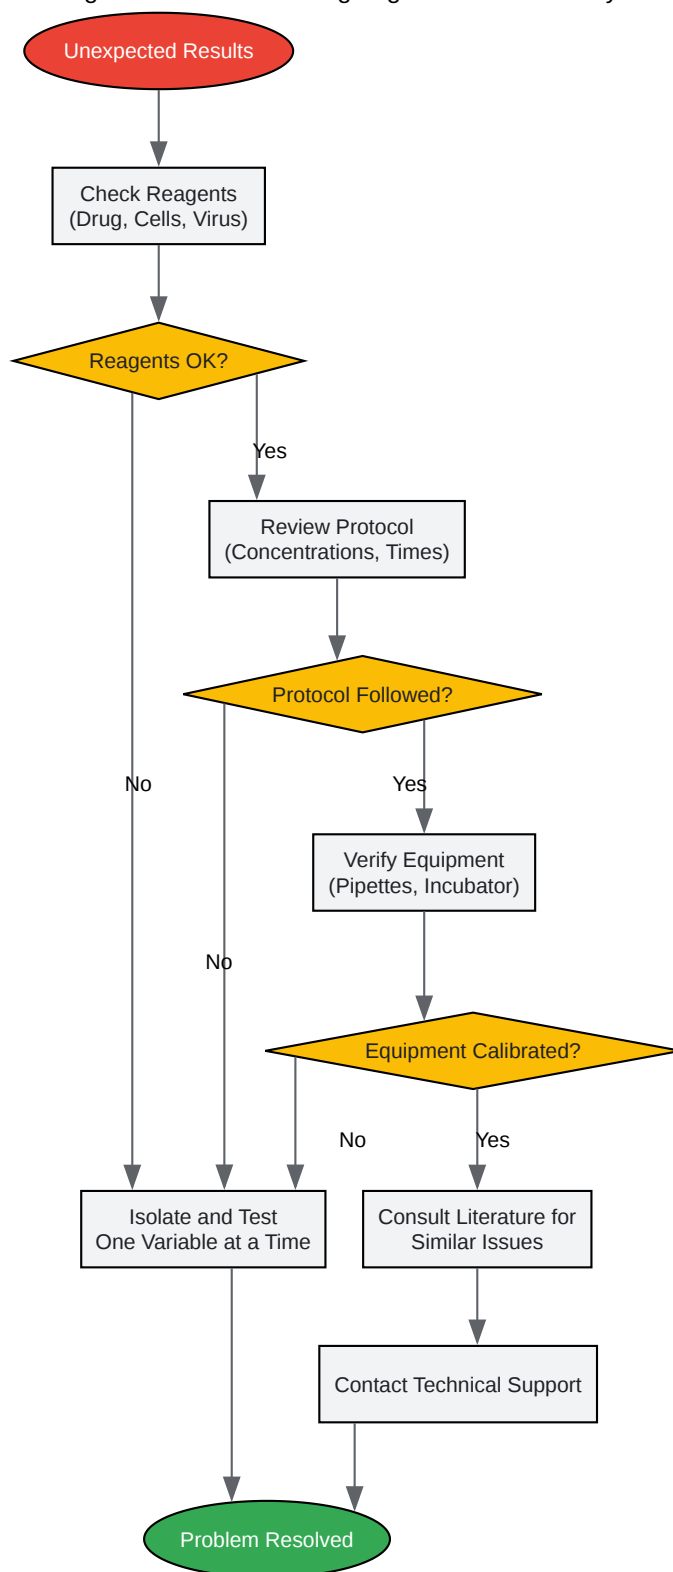 Unexpected Results
Check Reagents
(Drug, Cells, Virus)
Reagents OK?
Yes
Review Protocol
(Concentrations, Times)
Protocol Followed?
No
Yes
Verify Equipment
(Pipettes, Incubator)
No
Equipment Calibrated?
No
Yes
Isolate and Test
One Variable at a Time
Consult Literature for
Similar Issues
Contact Technical Support
Problem Resolved